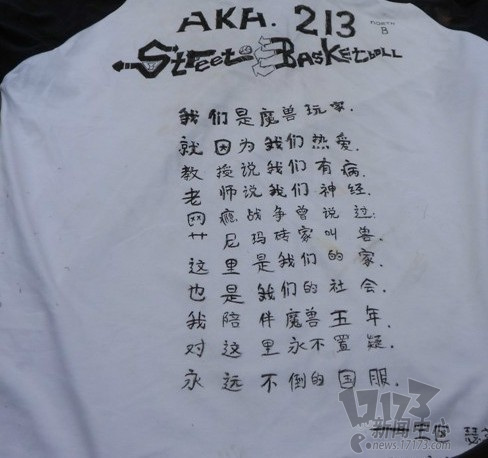 AKA. 213 NORTH B
Street Basketball
我们是魔兽玩家.
就因为我们热爱.
教授说我们有病.
老师说我们神经.
网瘾战争曾说过:
艹尼玛砖家叫兽.
这里是我们的家.
也是我们的社会.
我陪伴魔兽五年.
对这里永不置疑.
永远不倒的国服.
17173
新闻中心
news.17173.com